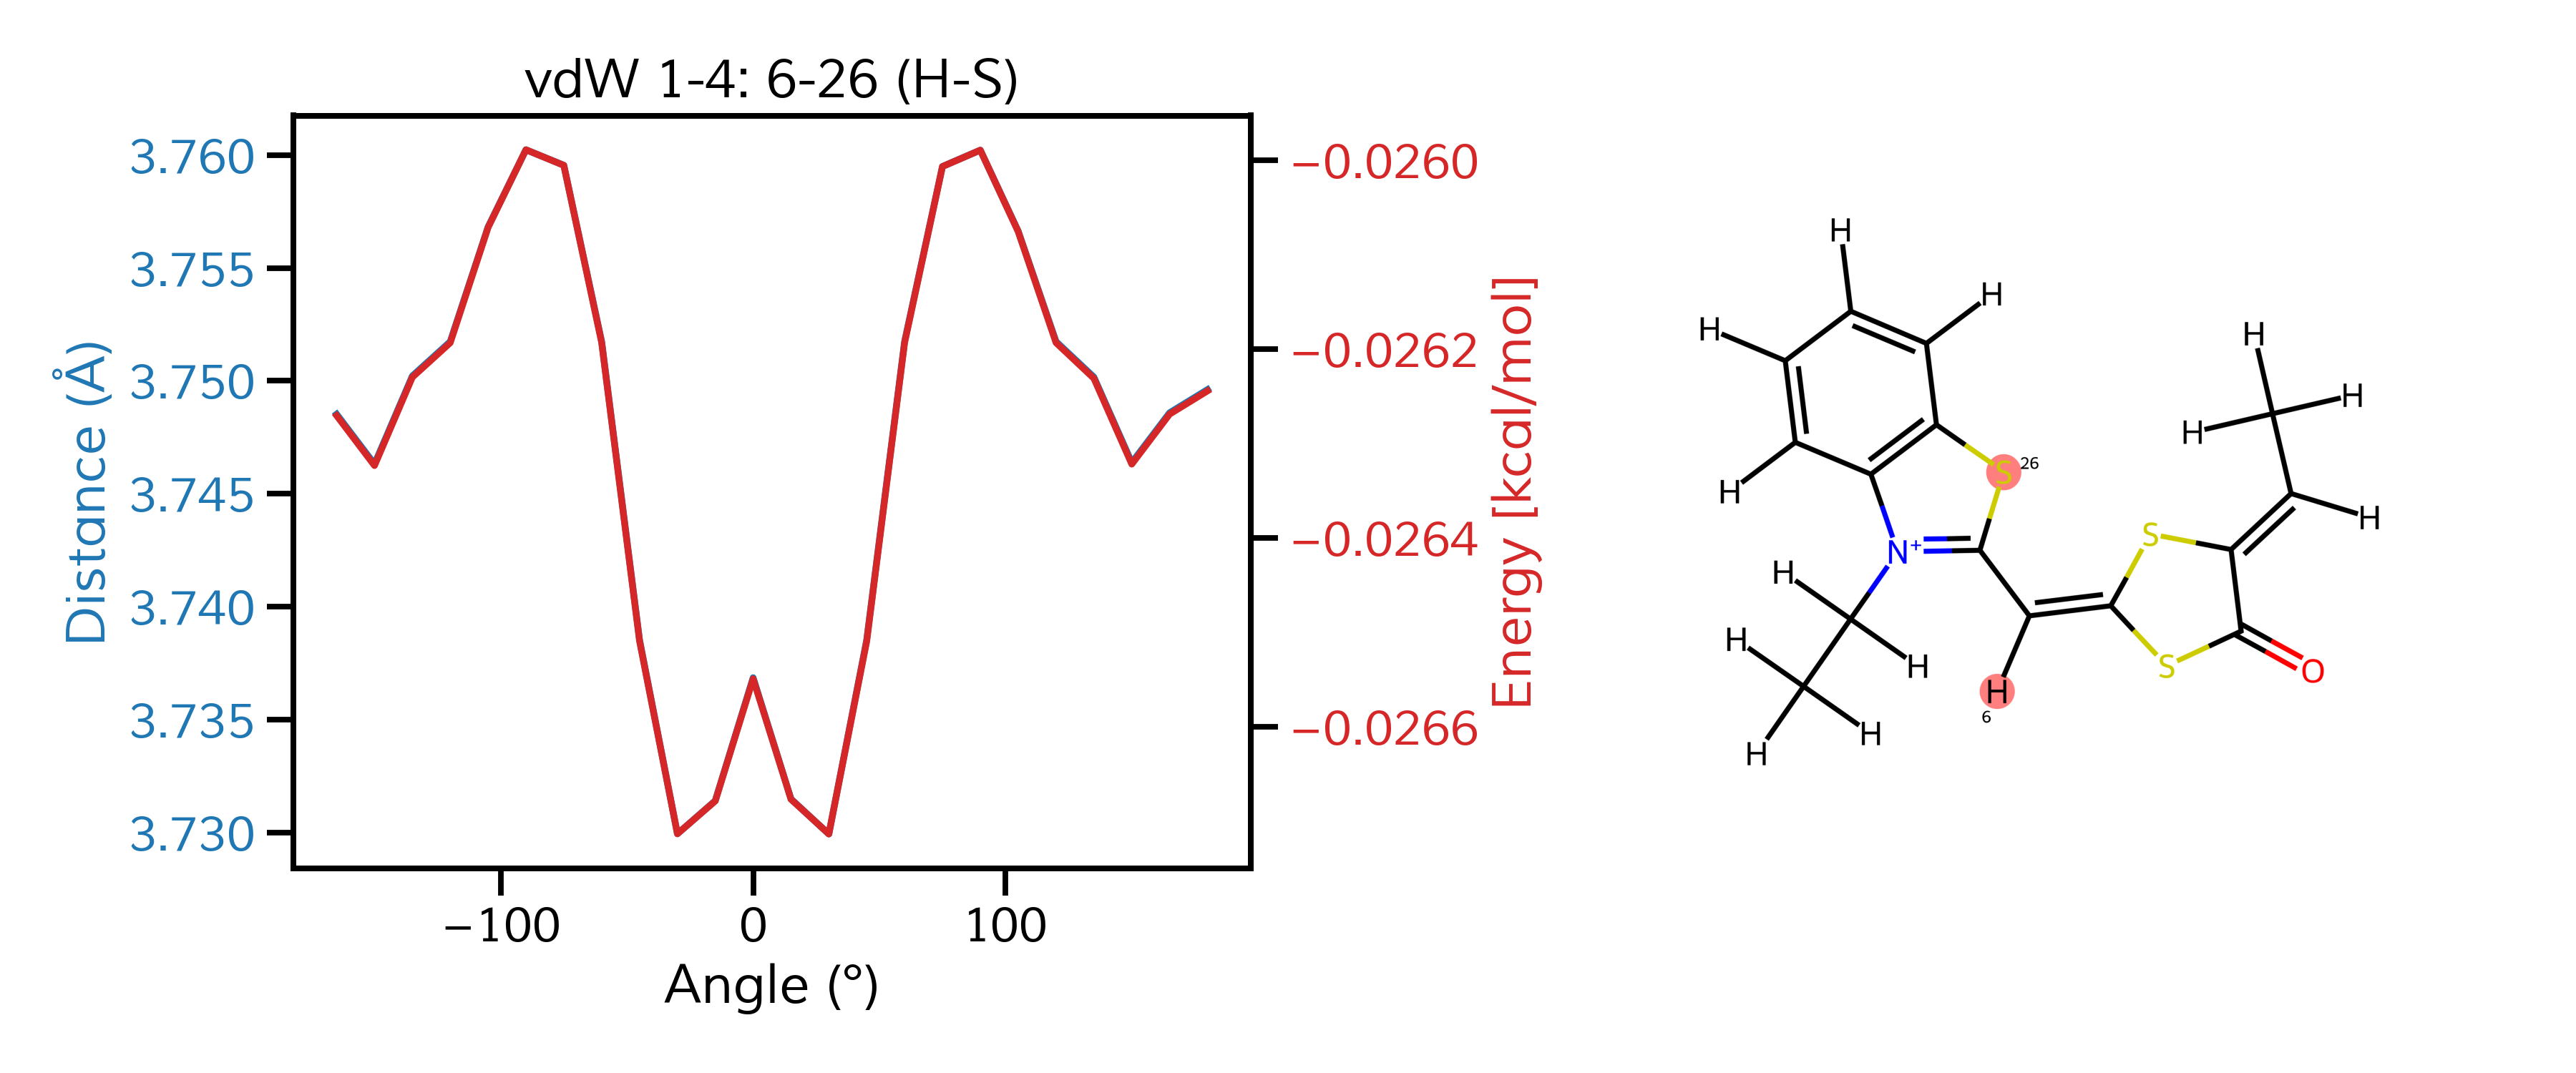 vdW 1-4: 6-26 (H-S)
3.760
3.755
3.750
3.745
3.740
3.735
3.730
Distance (Å)
−0.0260
−0.0262
−0.0264
−0.0266
Energy [kcal/mol]
−100
0
100
Angle (°)
H
H
H
H
H
H
H
S 26
S
H
N+
H
H
H
S
O
H
6
H
H